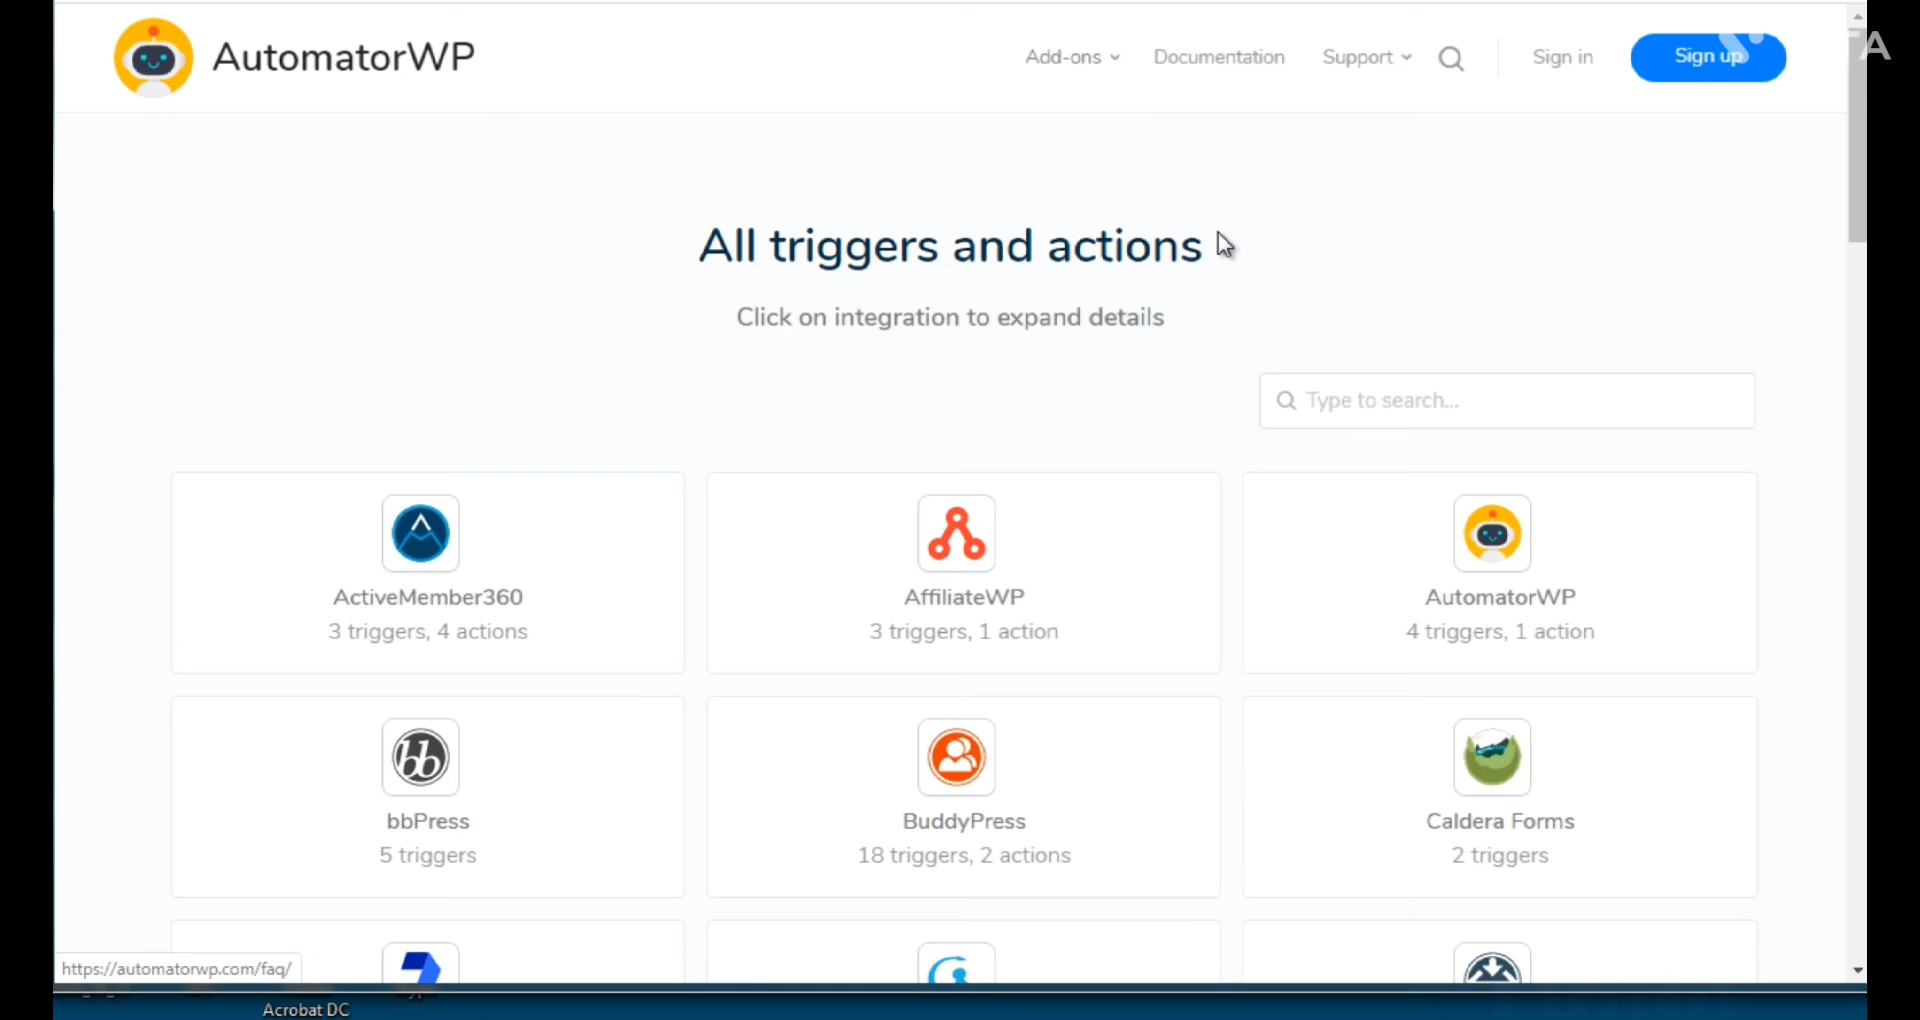 AutomatorWP
Add-ons
Documentation
Support
Sign in
Sign up
All triggers and actions
Click on integration to expand details
Type to search...
ActiveMember360
3 triggers, 4 actions
AffiliateWP
3 triggers, 1 action
AutomatorWP
4 triggers, 1 action
bb
bbPress
5 triggers
BuddyPress
18 triggers, 2 actions
Caldera Forms
2 triggers
https://automatorwp.com/faq/
Acrobat DC